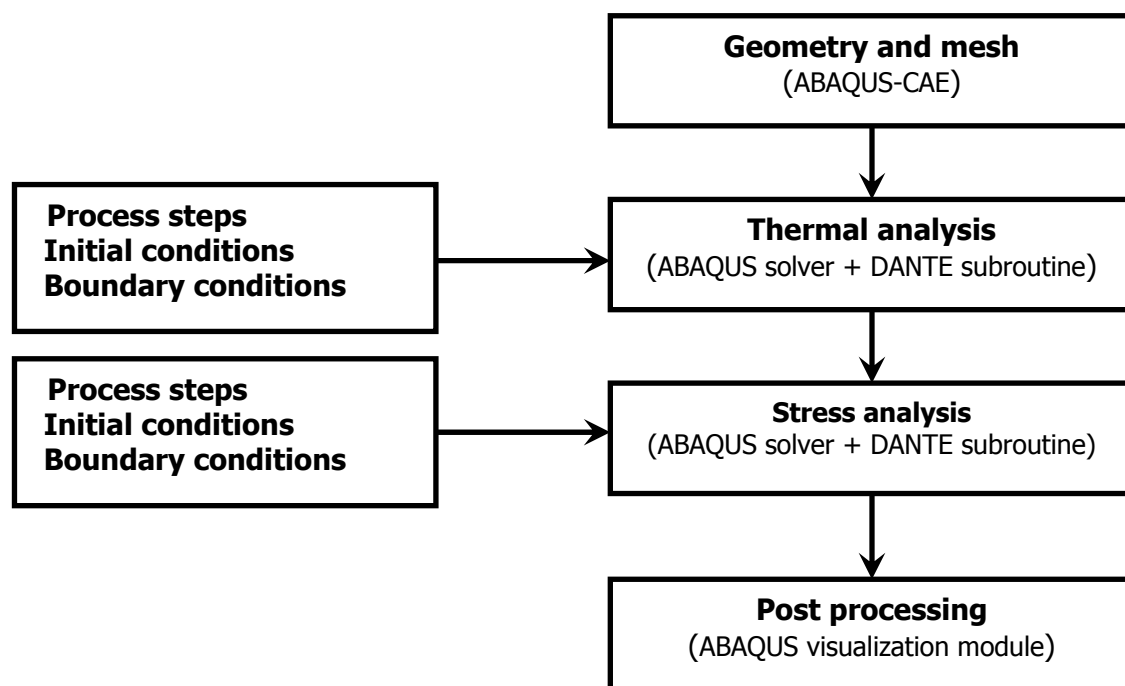 Geometry and mesh
(ABAQUS-CAE)
Process steps
Initial conditions
Boundary conditions
Thermal analysis
(ABAQUS solver + DANTE subroutine)
Process steps
Initial conditions
Boundary conditions
Stress analysis
(ABAQUS solver + DANTE subroutine)
Post processing
(ABAQUS visualization module)